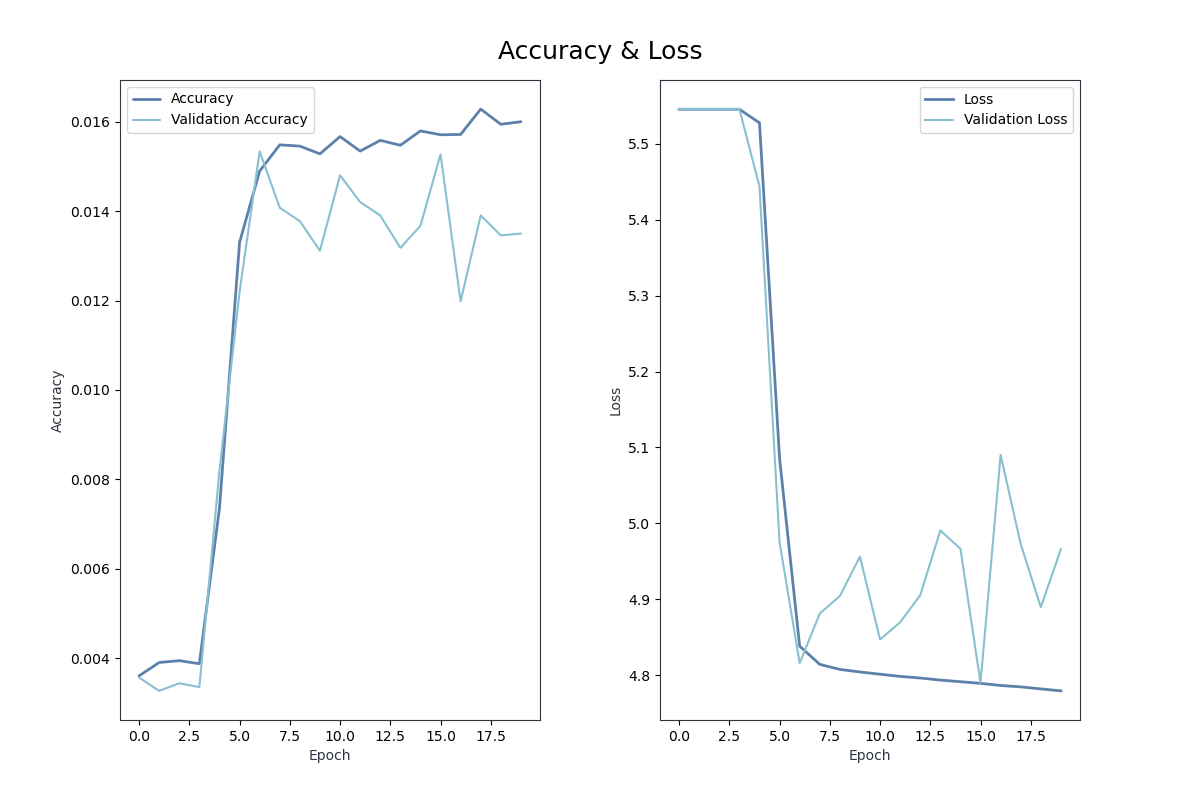 Accuracy & Loss
Accuracy
Validation Accuracy
0.016
0.014
0.012
0.010
0.008
0.006
0.004
Accuracy
0.0 2.5 5.0 7.5 10.0 12.5 15.0 17.5
Epoch
Loss
Validation Loss
5.5
5.4
5.3
5.2
5.1
5.0
4.9
4.8
Loss
0.0 2.5 5.0 7.5 10.0 12.5 15.0 17.5
Epoch